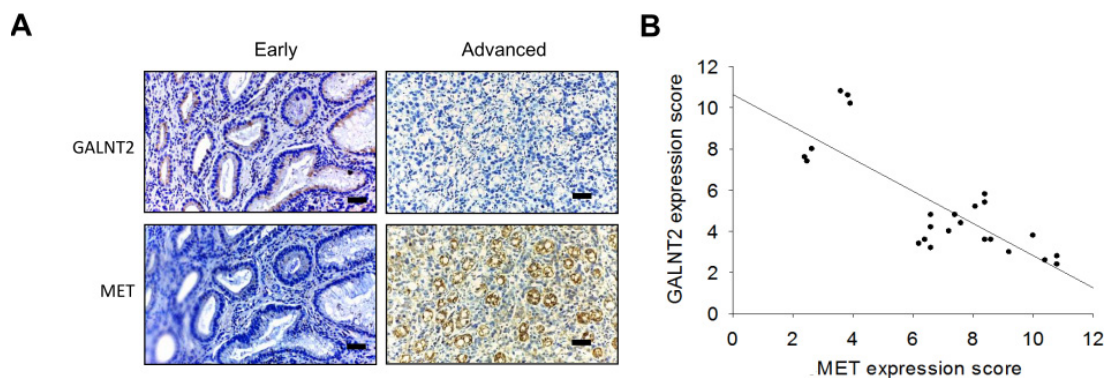 A
Early
Advanced
GALNT2
MET
B
GALNT2 expression score
12
10
8
6
4
2
0
0 2 4 6 8 10 12
MET expression score